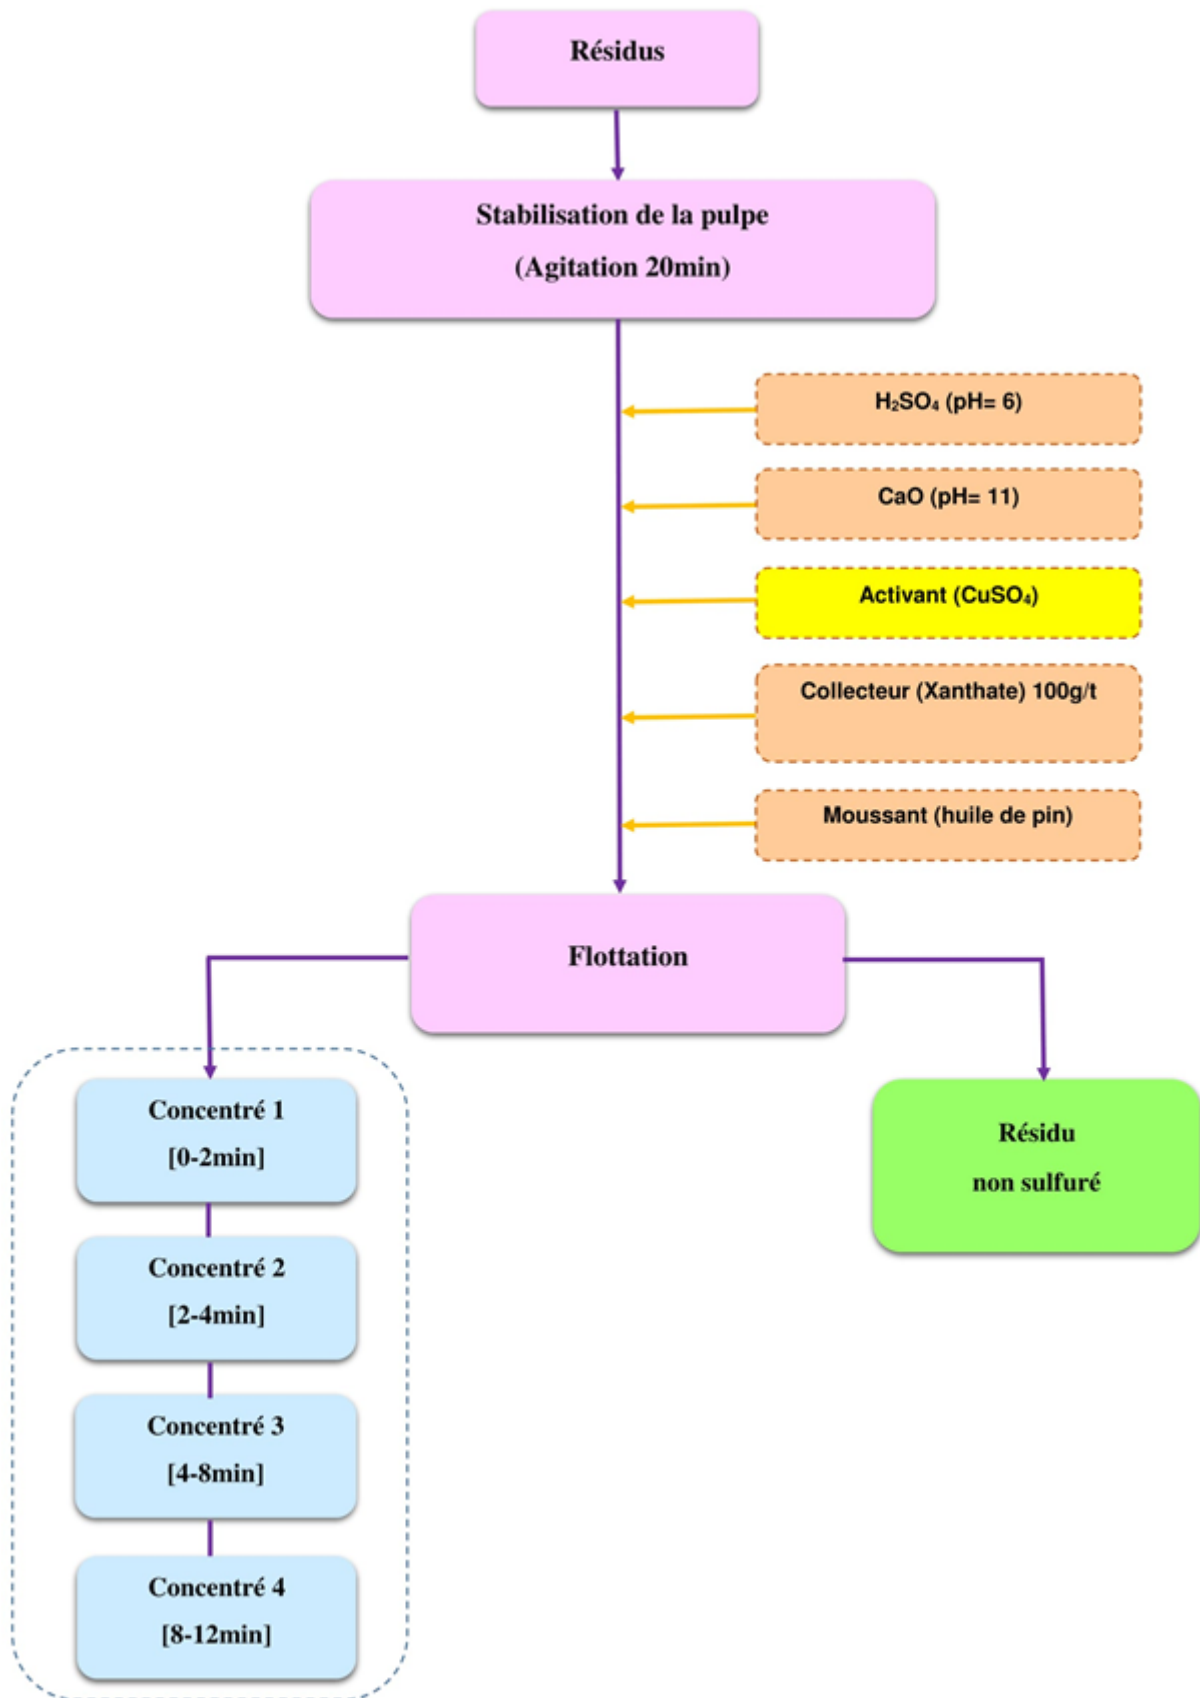 Résidus
Stabilisation de la pulpe
(Agitation 20min)
H₂SO₄ (pH= 6)
CaO (pH= 11)
Activant (CuSO₄)
Collecteur (Xanthate) 100g/t
Moussant (huile de pin)
Flottation
Concentré 1
[0-2min]
Concentré 2
[2-4min]
Concentré 3
[4-8min]
Concentré 4
[8-12min]
Résidu
non sulfuré